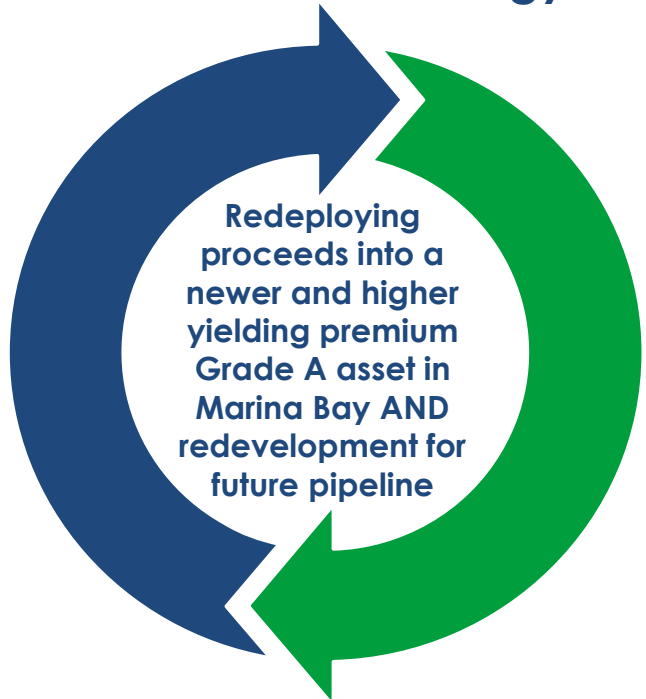 Redeploying
proceeds into a
newer and higher
yielding premium
Grade A asset in
Marina Bay AND
redevelopment for
future pipeline